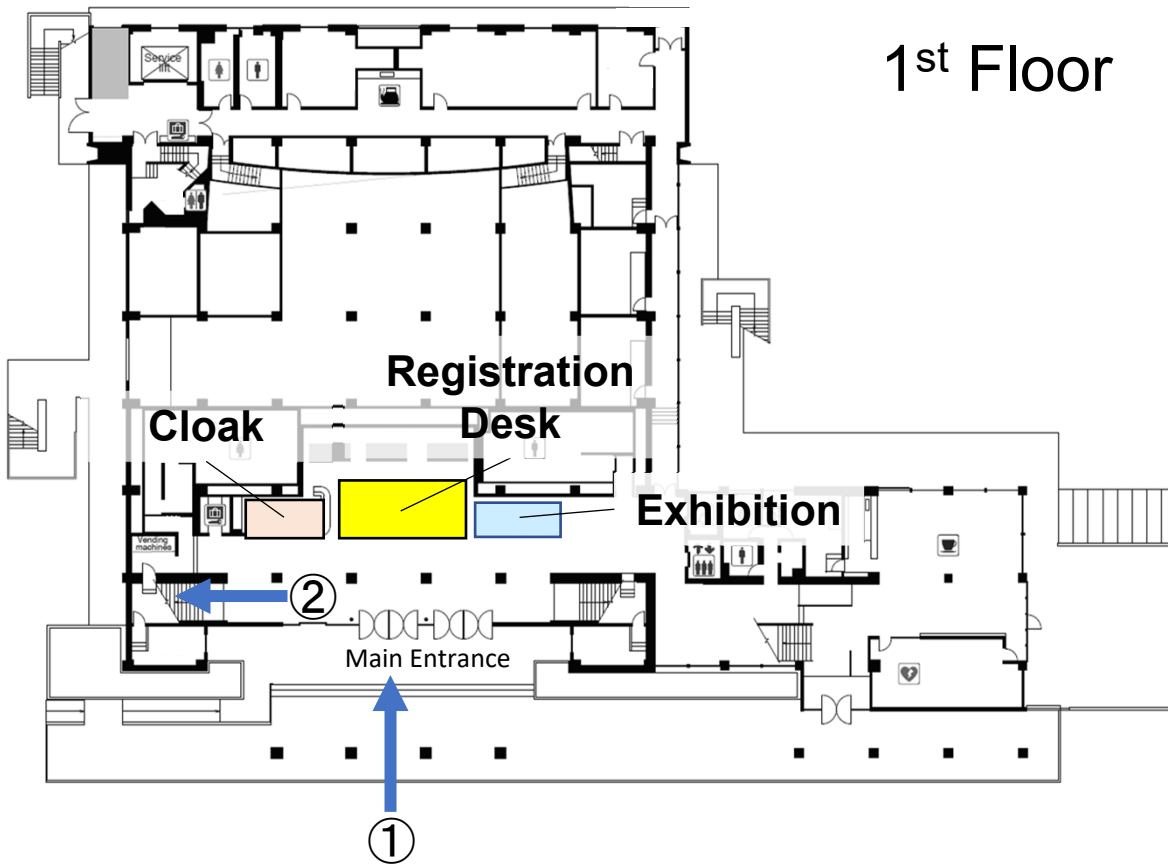 1st Floor
Service
lift
Registration
Desk
Cloak
Exhibition
Vending
machines
②
Main Entrance
①